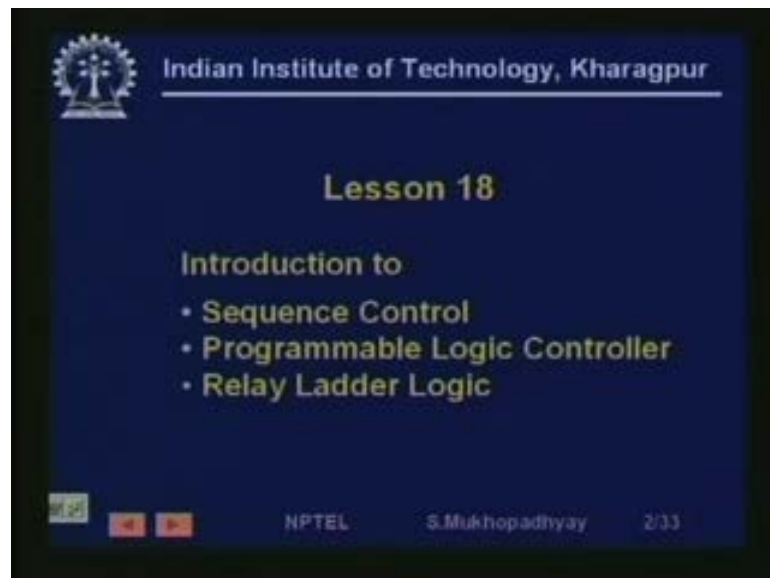 Indian Institute of Technology, Kharagpur
Lesson 18
Introduction to
• Sequence Control
• Programmable Logic Controller
• Relay Ladder Logic
NPTEL S.Mukhopadhyay 2/33